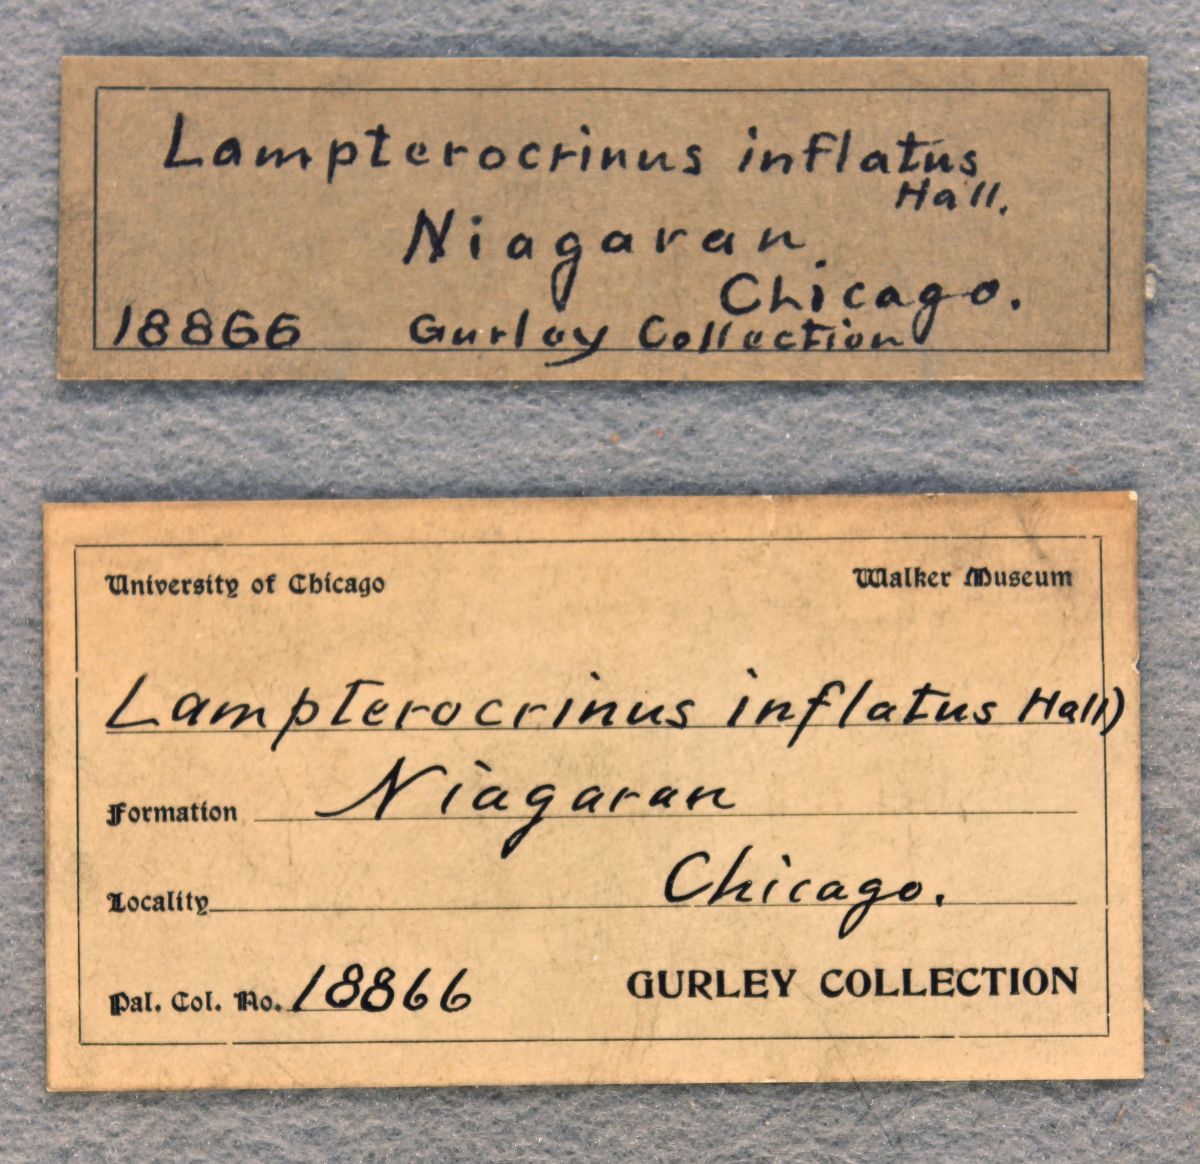 Lampterocrinus inflatus
Hall.
Niagaran
Chicago.
18866 Gurley Collection
University of Chicago Walker Museum
Lampterocrinus inflatus Hall)
Formation Niagaran
Locality Chicago.
Pal. Col. No. 18866 GURLEY COLLECTION